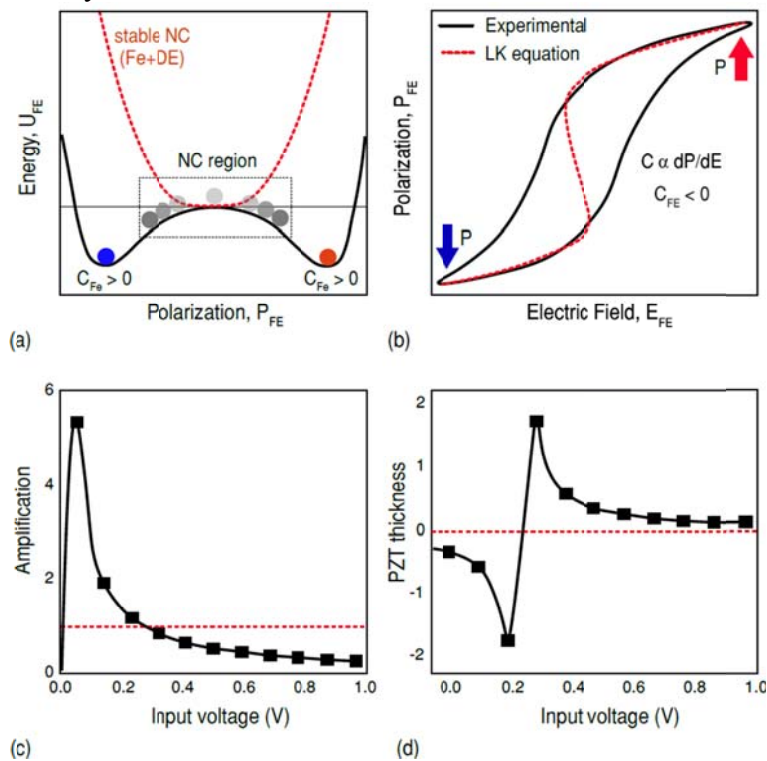 stable NC
(Fe+DE)
NC region
C_Fe > 0
C_Fe > 0
Energy, U_FE
Polarization, P_FE
(a)
Experimental
LK equation
P
C α dP/dE
C_FE < 0
P
Polarization, P_FE
Electric Field, E_FE
(b)
6
4
2
0
Amplification
0.0 0.2 0.4 0.6 0.8 1.0
Input voltage (V)
(c)
2
1
0
-1
-2
PZT thickness
0.0 0.2 0.4 0.6 0.8 1.0
Input voltage (V)
(d)